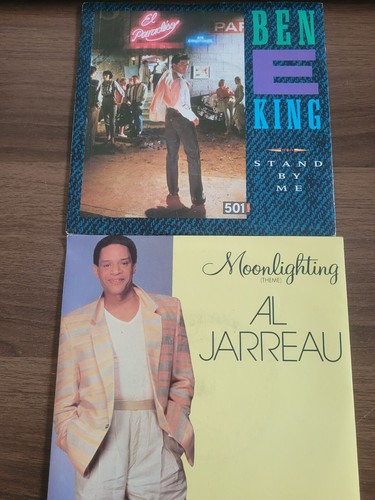 El Paradiso
PAR
BEN
E
KING
STAND
BY
ME
501
Moonlighting
(THEME)
AL
JARREAU